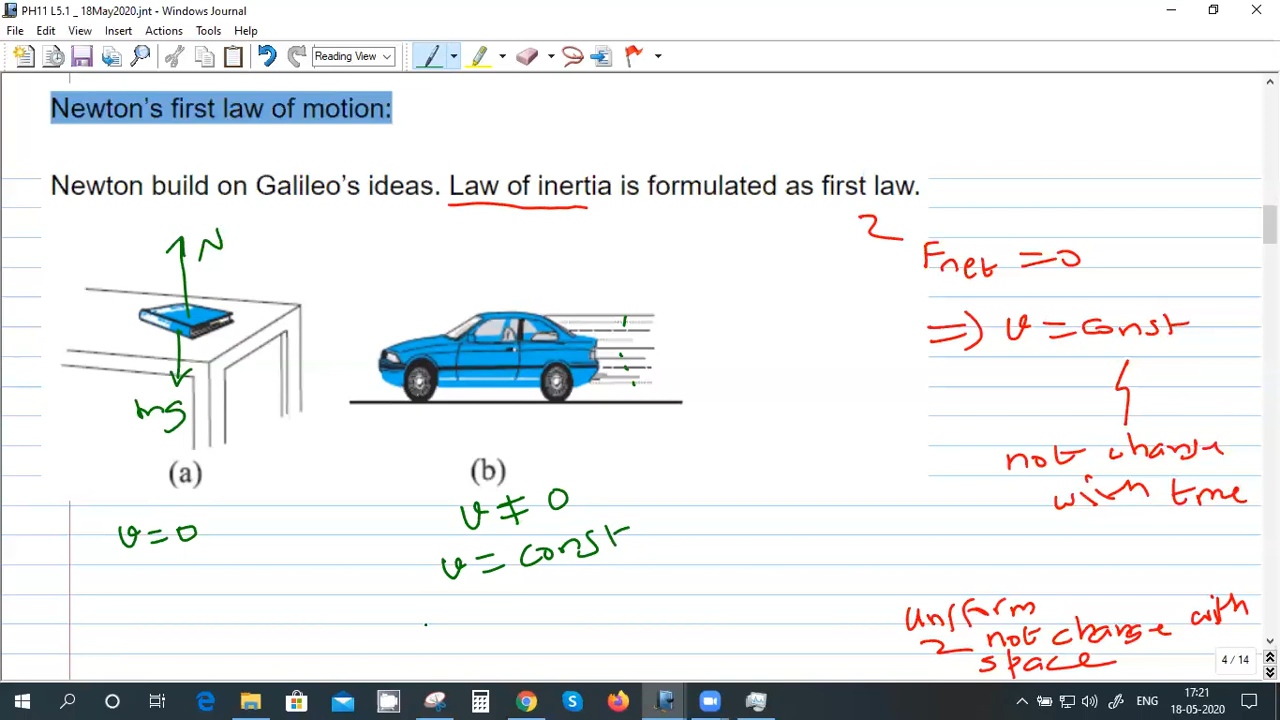 PH11 L5.1 _ 18May2020.jnt - Windows Journal
File Edit View Insert Actions Tools Help
Reading View
Newton's first law of motion:
Newton build on Galileo's ideas. Law of inertia is formulated as first law.
N
Fnet = 0
=) v = const
mg
not change
with time
(a)
(b)
v = 0
v ≠ 0
v = const
uniform
not change with
space
4 / 14
ENG
17:21
18-05-2020